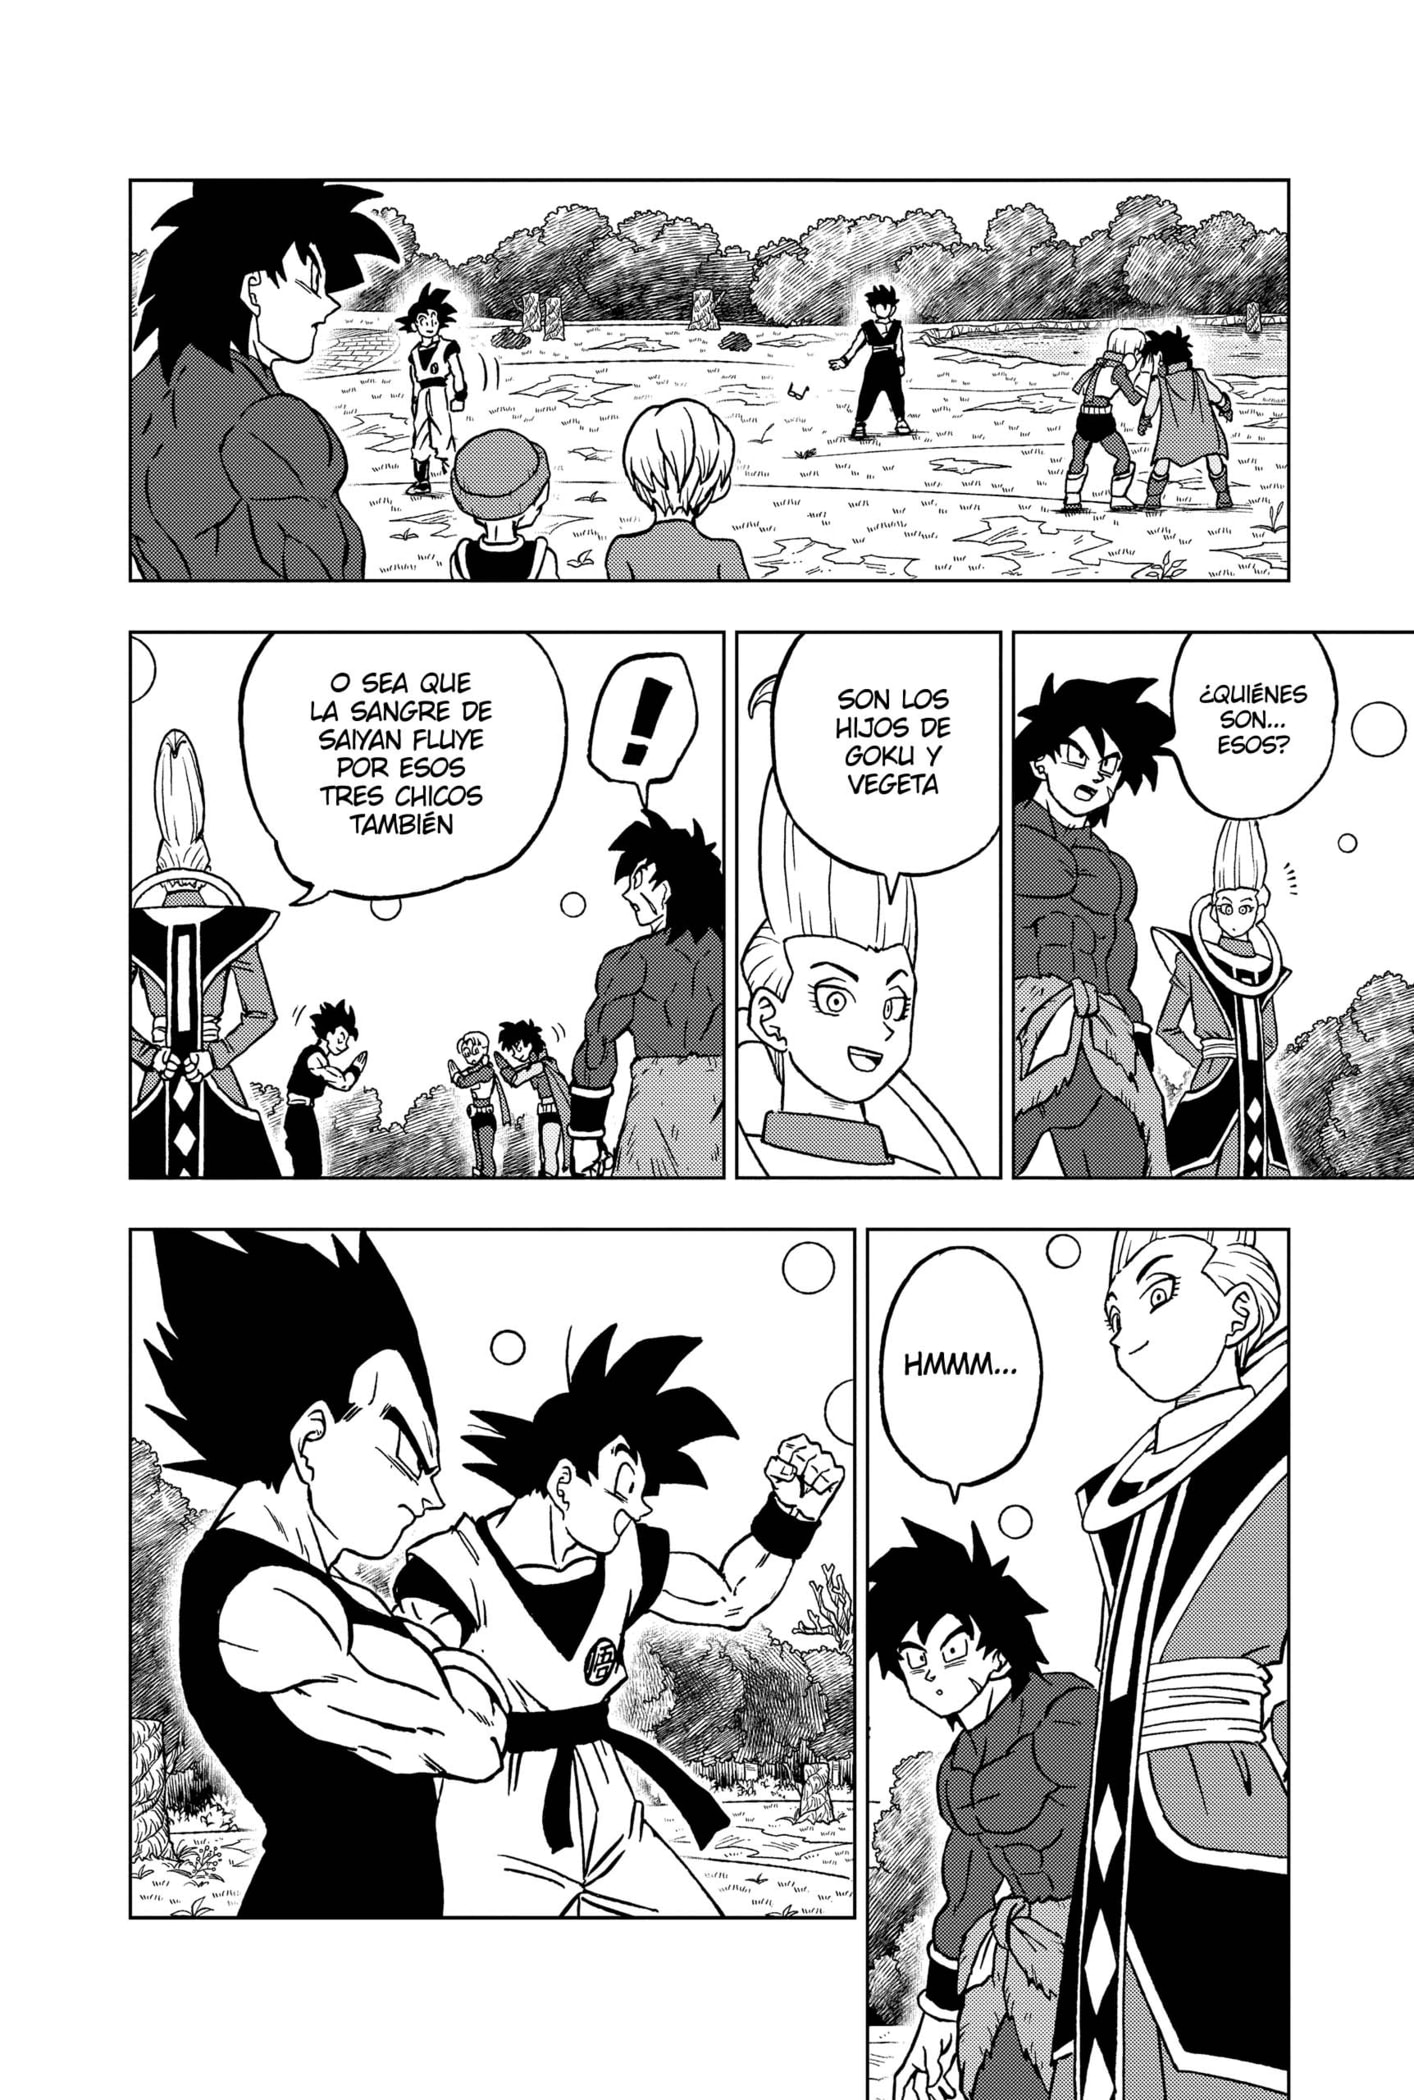 ¿QUIÉNES
SON...
ESOS?
SON LOS
HIJOS DE
GOKU Y
VEGETA
!
O SEA QUE
LA SANGRE DE
SAIYAN FLUYE
POR ESOS
TRES CHICOS
TAMBIÉN
HMMM...
悟